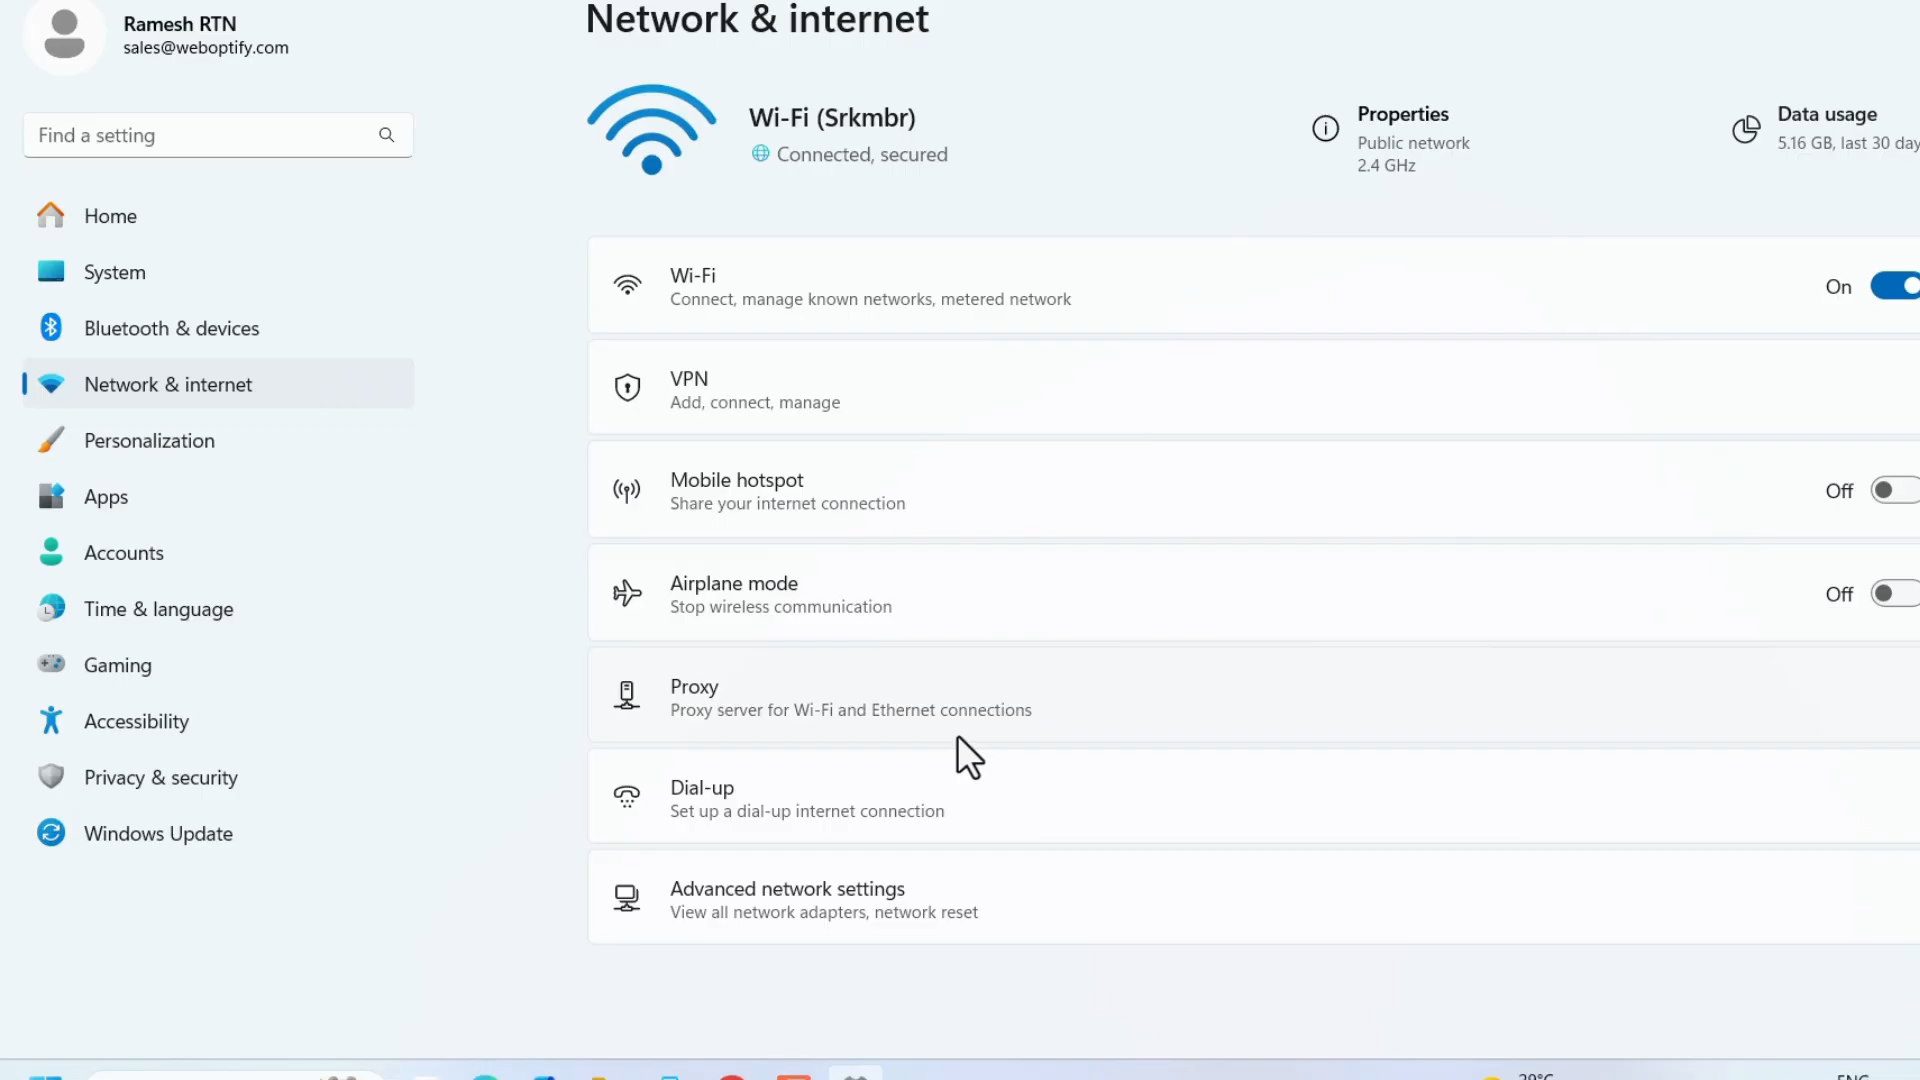 Ramesh RTN
sales@weboptify.com
Find a setting
Home
System
Bluetooth & devices
Network & internet
Personalization
Apps
Accounts
Time & language
Gaming
Accessibility
Privacy & security
Windows Update
Network & internet
Wi-Fi (Srkmbr)
Connected, secured
Properties
Public network
2.4 GHz
Data usage
5.16 GB, last 30 day
Wi-Fi
Connect, manage known networks, metered network
On
VPN
Add, connect, manage
Mobile hotspot
Share your internet connection
Off
Airplane mode
Stop wireless communication
Off
Proxy
Proxy server for Wi-Fi and Ethernet connections
Dial-up
Set up a dial-up internet connection
Advanced network settings
View all network adapters, network reset